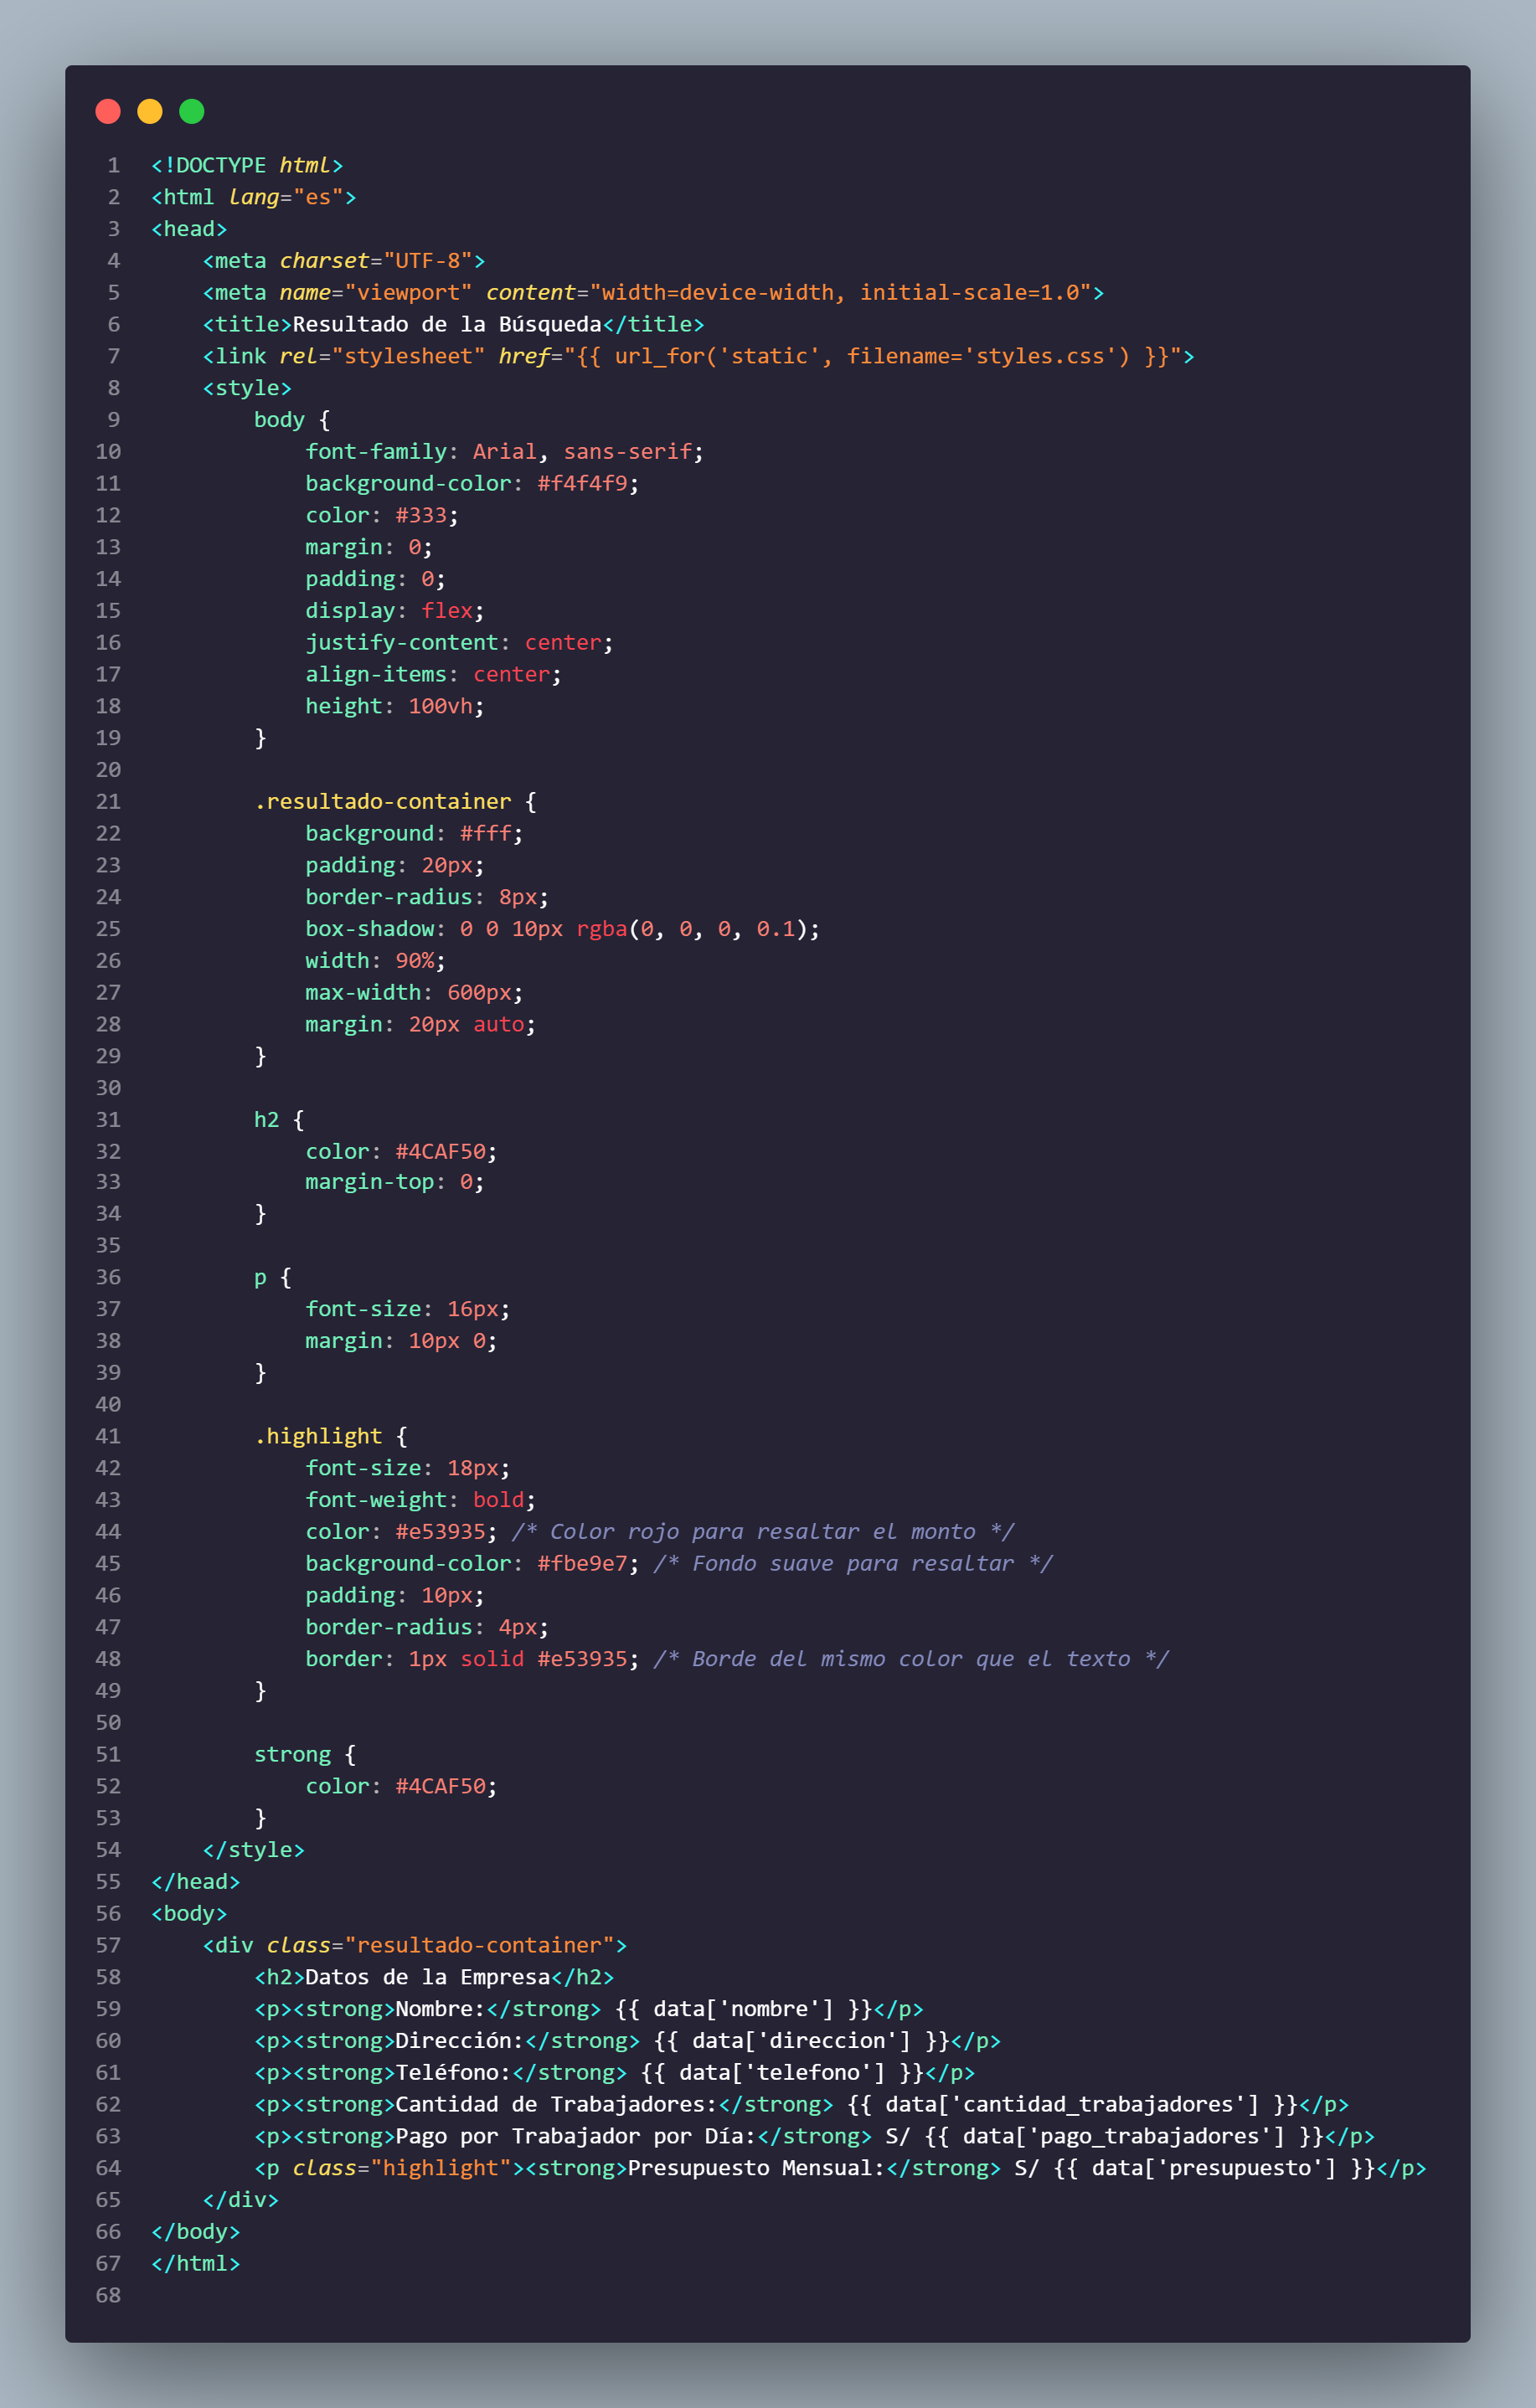 1 <!DOCTYPE html>
2 <html lang="es">
3 <head>
4     <meta charset="UTF-8">
5     <meta name="viewport" content="width=device-width, initial-scale=1.0">
6     <title>Resultado de la Búsqueda</title>
7     <link rel="stylesheet" href="{{ url_for('static', filename='styles.css') }}">
8     <style>
9         body {
10             font-family: Arial, sans-serif;
11             background-color: #f4f4f9;
12             color: #333;
13             margin: 0;
14             padding: 0;
15             display: flex;
16             justify-content: center;
17             align-items: center;
18             height: 100vh;
19         }
20
21         .resultado-container {
22             background: #fff;
23             padding: 20px;
24             border-radius: 8px;
25             box-shadow: 0 0 10px rgba(0, 0, 0, 0.1);
26             width: 90%;
27             max-width: 600px;
28             margin: 20px auto;
29         }
30
31         h2 {
32             color: #4CAF50;
33             margin-top: 0;
34         }
35
36         p {
37             font-size: 16px;
38             margin: 10px 0;
39         }
40
41         .highlight {
42             font-size: 18px;
43             font-weight: bold;
44             color: #e53935; /* Color rojo para resaltar el monto */
45             background-color: #fbe9e7; /* Fondo suave para resaltar */
46             padding: 10px;
47             border-radius: 4px;
48             border: 1px solid #e53935; /* Borde del mismo color que el texto */
49         }
50
51         strong {
52             color: #4CAF50;
53         }
54     </style>
55 </head>
56 <body>
57     <div class="resultado-container">
58         <h2>Datos de la Empresa</h2>
59         <p><strong>Nombre:</strong> {{ data['nombre'] }}</p>
60         <p><strong>Dirección:</strong> {{ data['direccion'] }}</p>
61         <p><strong>Teléfono:</strong> {{ data['telefono'] }}</p>
62         <p><strong>Cantidad de Trabajadores:</strong> {{ data['cantidad_trabajadores'] }}</p>
63         <p><strong>Pago por Trabajador por Día:</strong> S/ {{ data['pago_trabajadores'] }}</p>
64         <p class="highlight"><strong>Presupuesto Mensual:</strong> S/ {{ data['presupuesto'] }}</p>
65     </div>
66 </body>
67 </html>
68